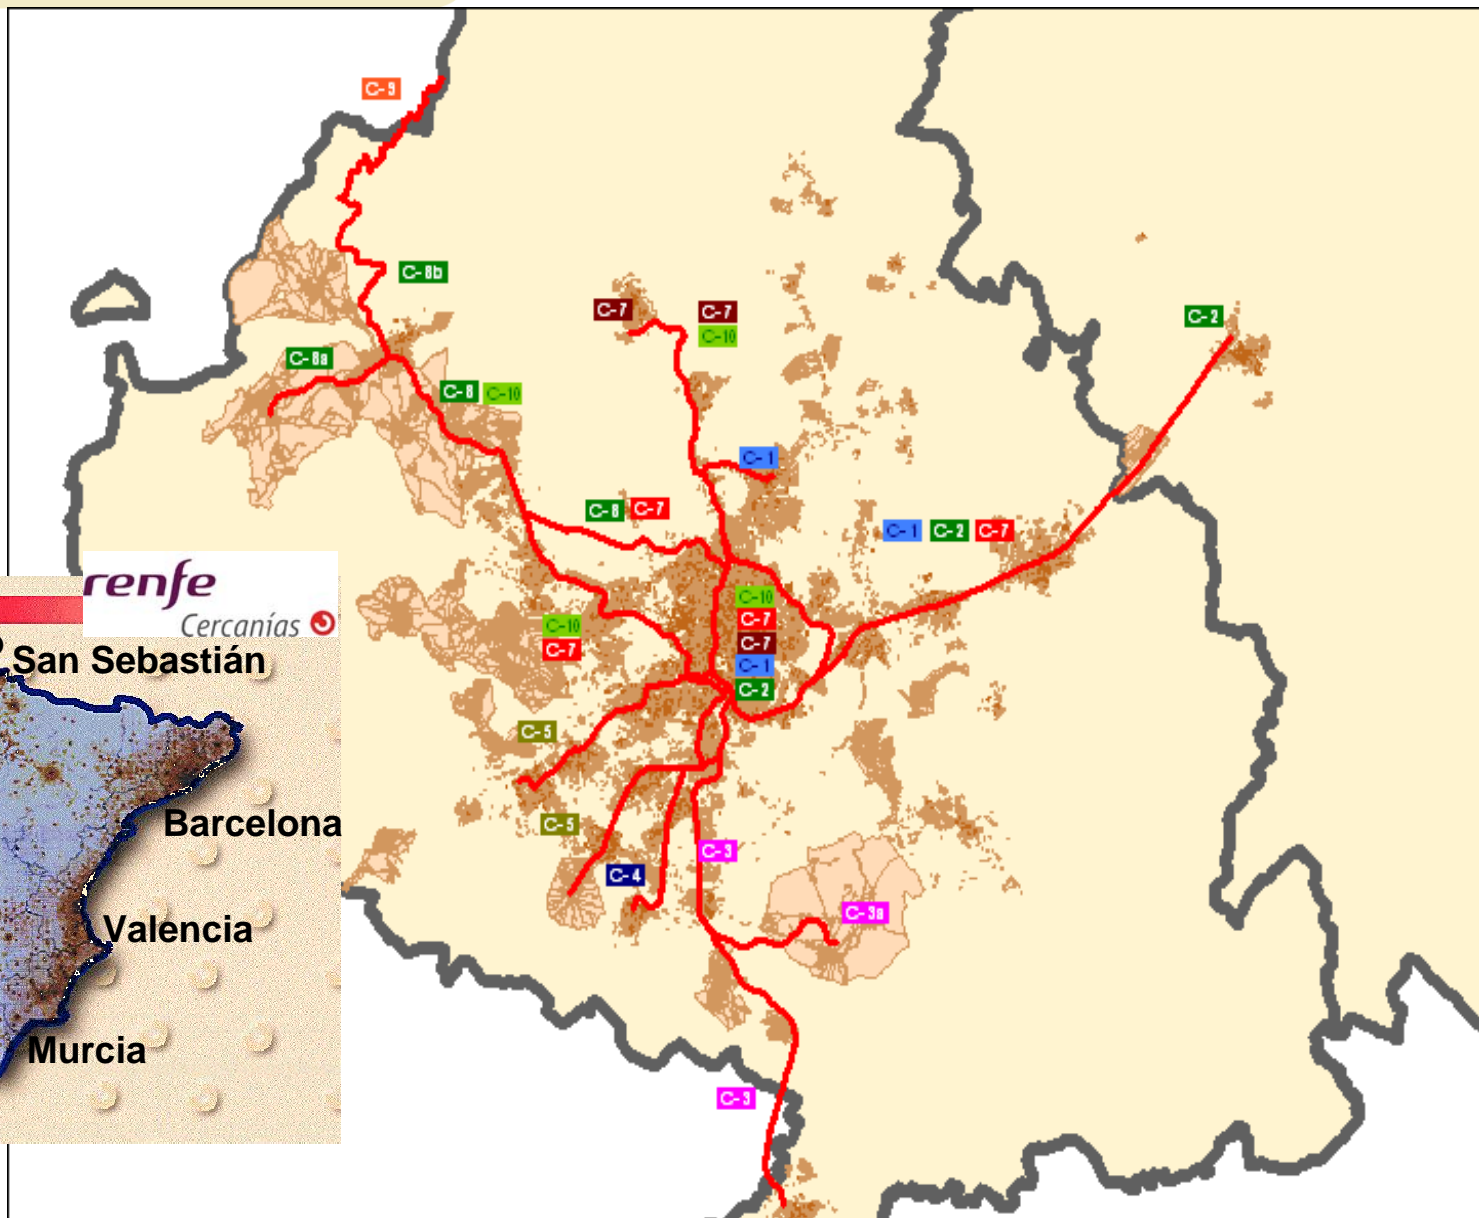 C-9
C-8b
C-7
C-7
C-10
C-2
C-8a
C-8 C-10
C-1
C-8 C-7
C-1 C-2 C-7
renfe
Cercanías
C-10
C-7
C-10
C-7
C-7
C-1
C-2
San Sebastián
C-5
Barcelona
C-5
C-3
C-4
C-3a
Valencia
Murcia
C-3